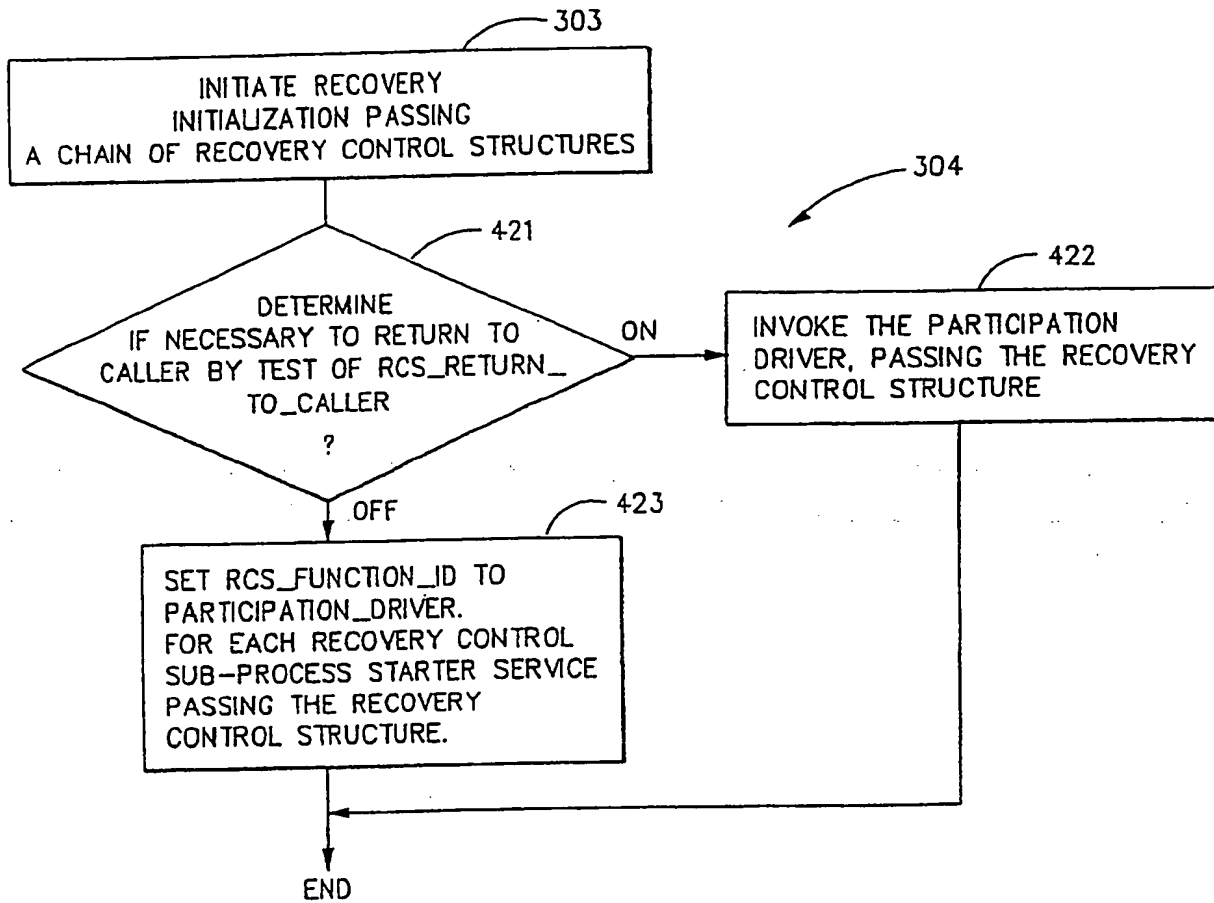 303
INITIATE RECOVERY
INITIALIZATION PASSING
A CHAIN OF RECOVERY CONTROL STRUCTURES
304
421
DETERMINE
IF NECESSARY TO RETURN TO
CALLER BY TEST OF RCS_RETURN_
TO_CALLER
?
ON
422
INVOKE THE PARTICIPATION
DRIVER, PASSING THE RECOVERY
CONTROL STRUCTURE
OFF
423
SET RCS_FUNCTION_ID TO
PARTICIPATION_DRIVER.
FOR EACH RECOVERY CONTROL
SUB-PROCESS STARTER SERVICE
PASSING THE RECOVERY
CONTROL STRUCTURE.
END